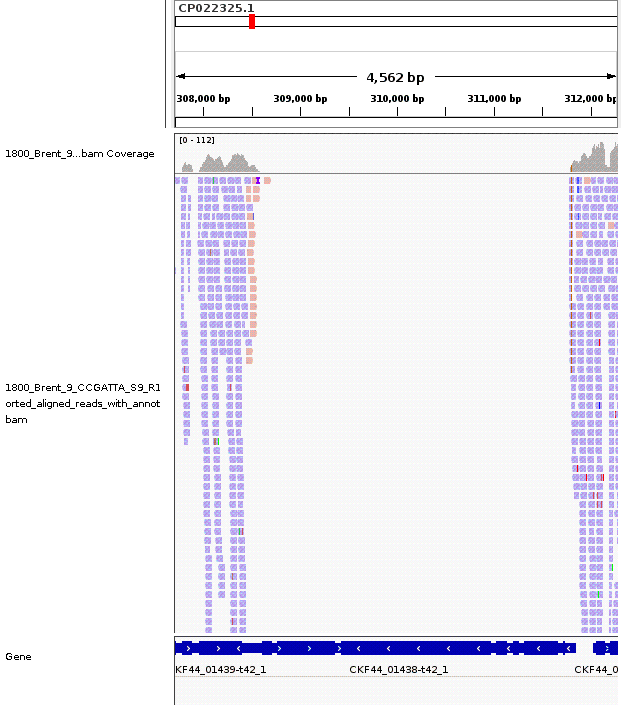 CP022325.1
4,562 bp
308,000 bp 309,000 bp 310,000 bp 311,000 bp 312,000 b
[0 - 112]
1800_Brent_9...bam Coverage
1800_Brent_9_CCGATTA_S9_R1
orted_aligned_reads_with_annot
bam
Gene
KF44_01439-t42_1 CKF44_01438-t42_1 CKF44_0